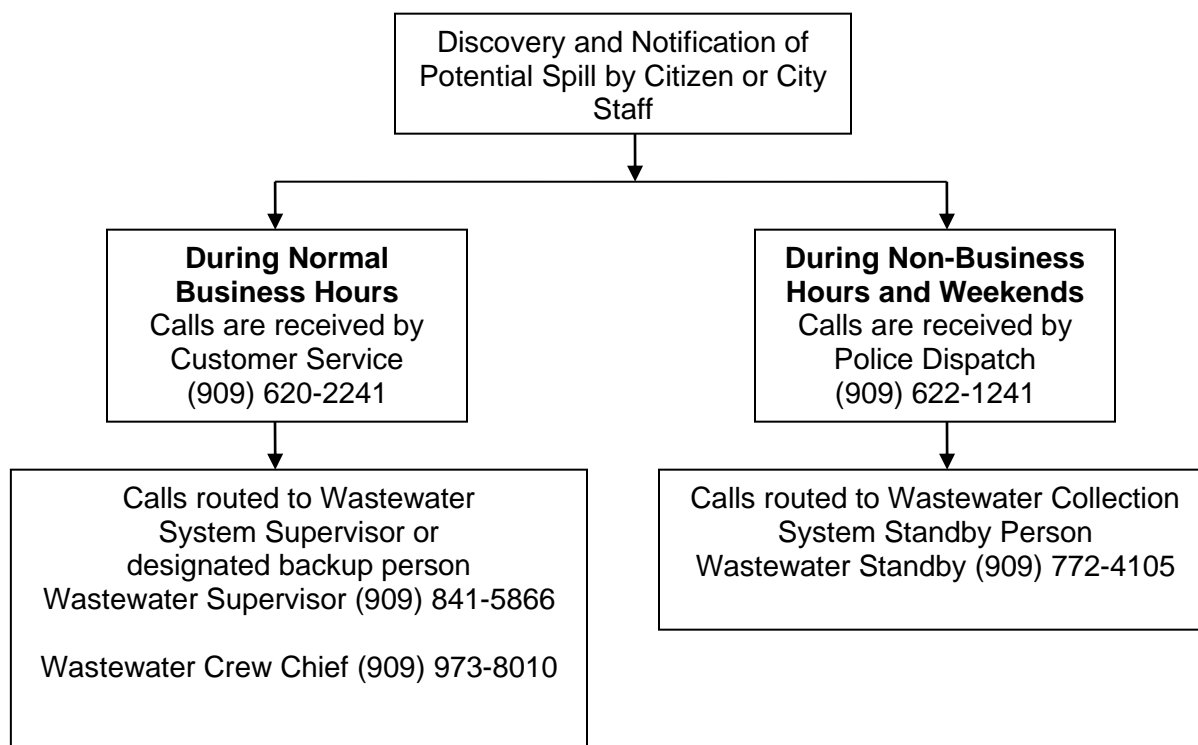 Discovery and Notification of
Potential Spill by Citizen or City
Staff
During Normal
Business Hours
Calls are received by
Customer Service
(909) 620-2241
During Non-Business
Hours and Weekends
Calls are received by
Police Dispatch
(909) 622-1241
Calls routed to Wastewater
System Supervisor or
designated backup person
Wastewater Supervisor (909) 841-5866
Wastewater Crew Chief (909) 973-8010
Calls routed to Wastewater Collection
System Standby Person
Wastewater Standby (909) 772-4105